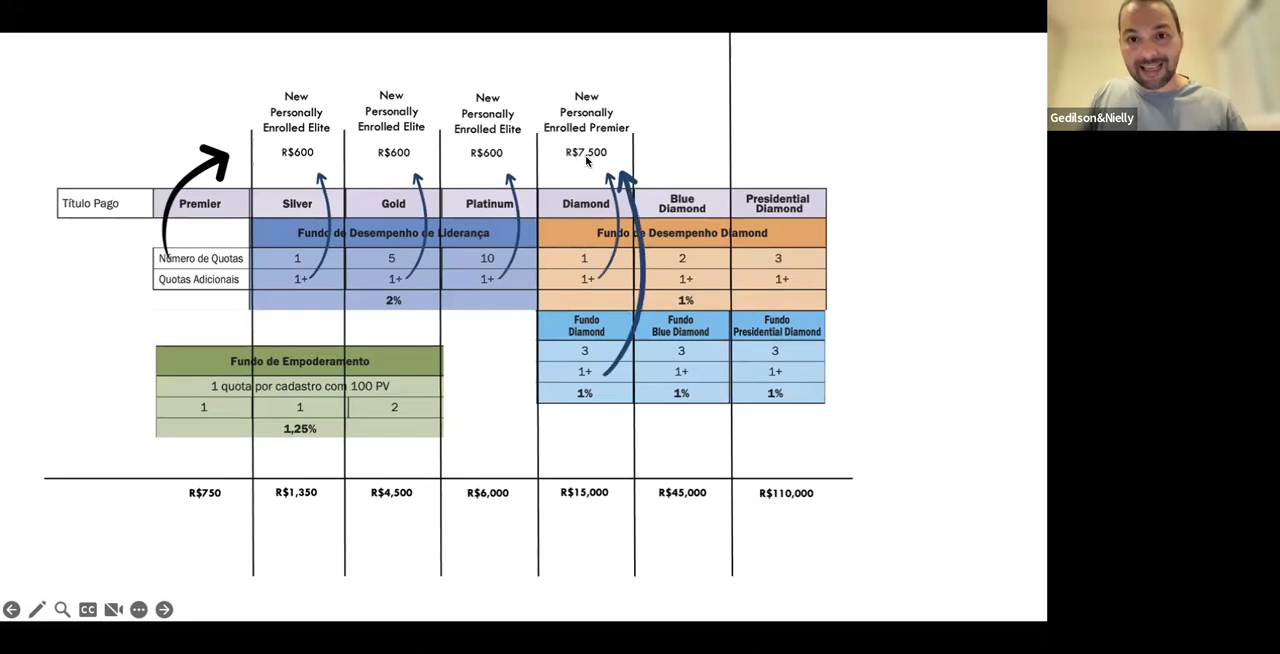 New
Personally
Enrolled Elite
R$600
New
Personally
Enrolled Elite
R$600
New
Personally
Enrolled Elite
R$600
New
Personally
Enrolled Premier
R$7,500
Gedilson&Nielly
Título Pago Premier Silver Gold Platinum Diamond Blue Diamond Presidential Diamond
Fundo de Desempenho de Liderança Fundo de Desempenho Diamond
Número de Quotas 1 5 10 1 2 3
Quotas Adicionais 1+ 1+ 1+ 1+ 1+ 1+
2% 1%
Fundo
Diamond
Fundo
Blue Diamond
Fundo
Presidential Diamond
3 3 3
1+ 1+ 1+
1% 1% 1%
Fundo de Empoderamento
1 quota por cadastro com 100 PV
1 1 2
1,25%
R$750 R$1,350 R$4,500 R$6,000 R$15,000 R$45,000 R$110,000
CC